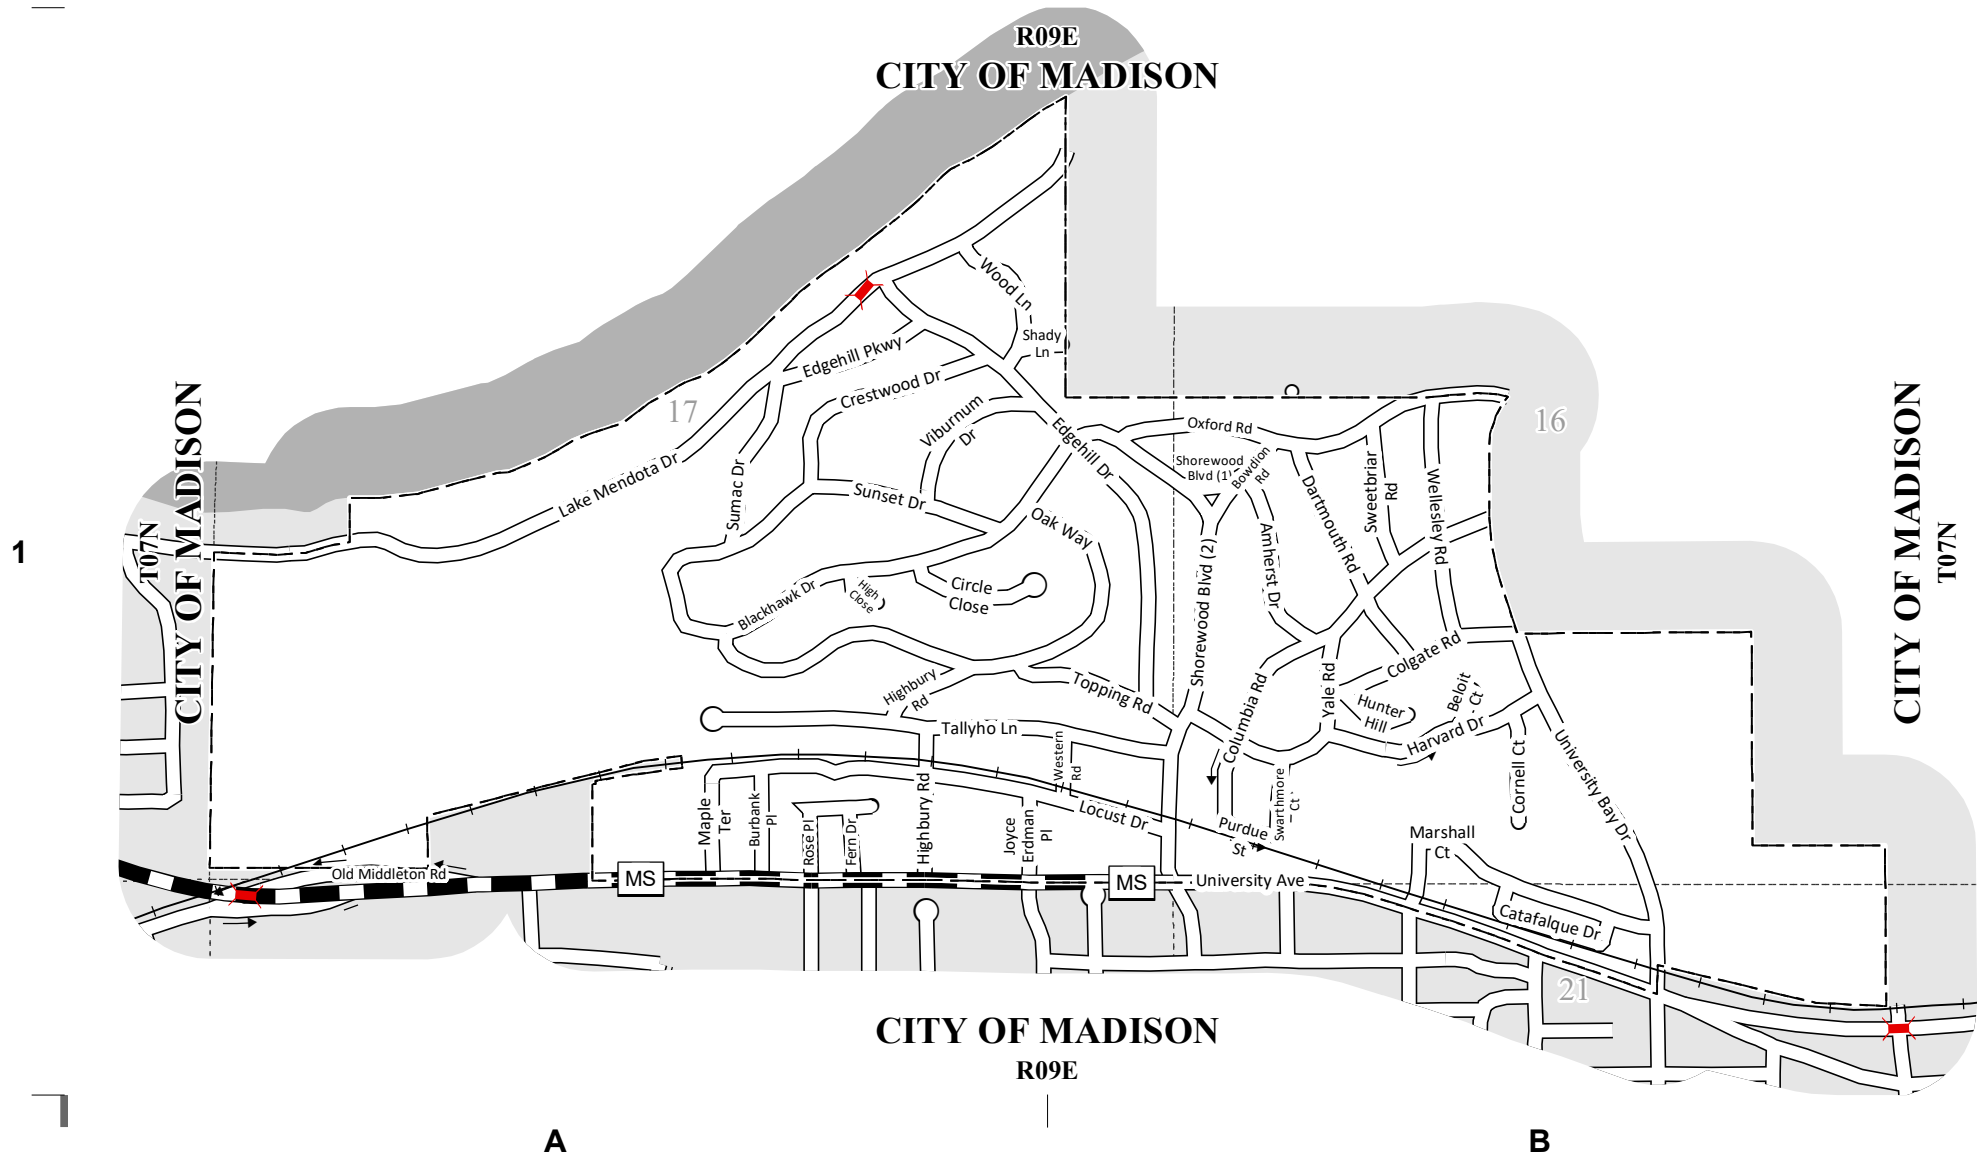 R09E
CITY OF MADISON
Wood Ln
Shady
Ln
Edgehill Pkwy
Crestwood Dr
17
16
CITY OF MADISON
T07N
CITY OF MADISON
T07N
Viburnum
Dr
Edgehill Dr
Oxford Rd
Shorewood
Blvd (1)
Bowdion
Rd
Lake Mendota Dr
Sumac Dr
Sunset Dr
Oak Way
Dartmouth Rd
Sweetbriar
Rd
Wellesley Rd
1
Blackhawk Dr
High
Close
Circle
Close
Shorewood Blvd (2)
Amherst Dr
Highbury
Rd
Topping Rd
Columbia Rd
Yale Rd
Colgate Rd
Hunter
Hill
Beloit
Ct
Harvard Dr
Tallyho Ln
Western
Rd
Cornell Ct
University Bay Dr
Maple
Ter
Burbank
Pl
Rose Pl
Fern Dr
Highbury Rd
Joyce
Erdman
Pl
Locust Dr
Purdue
St
Swarthmore
Ct
Marshall
Ct
Old Middleton Rd
MS
MS
University Ave
Catafalque Dr
21
CITY OF MADISON
R09E
A
B